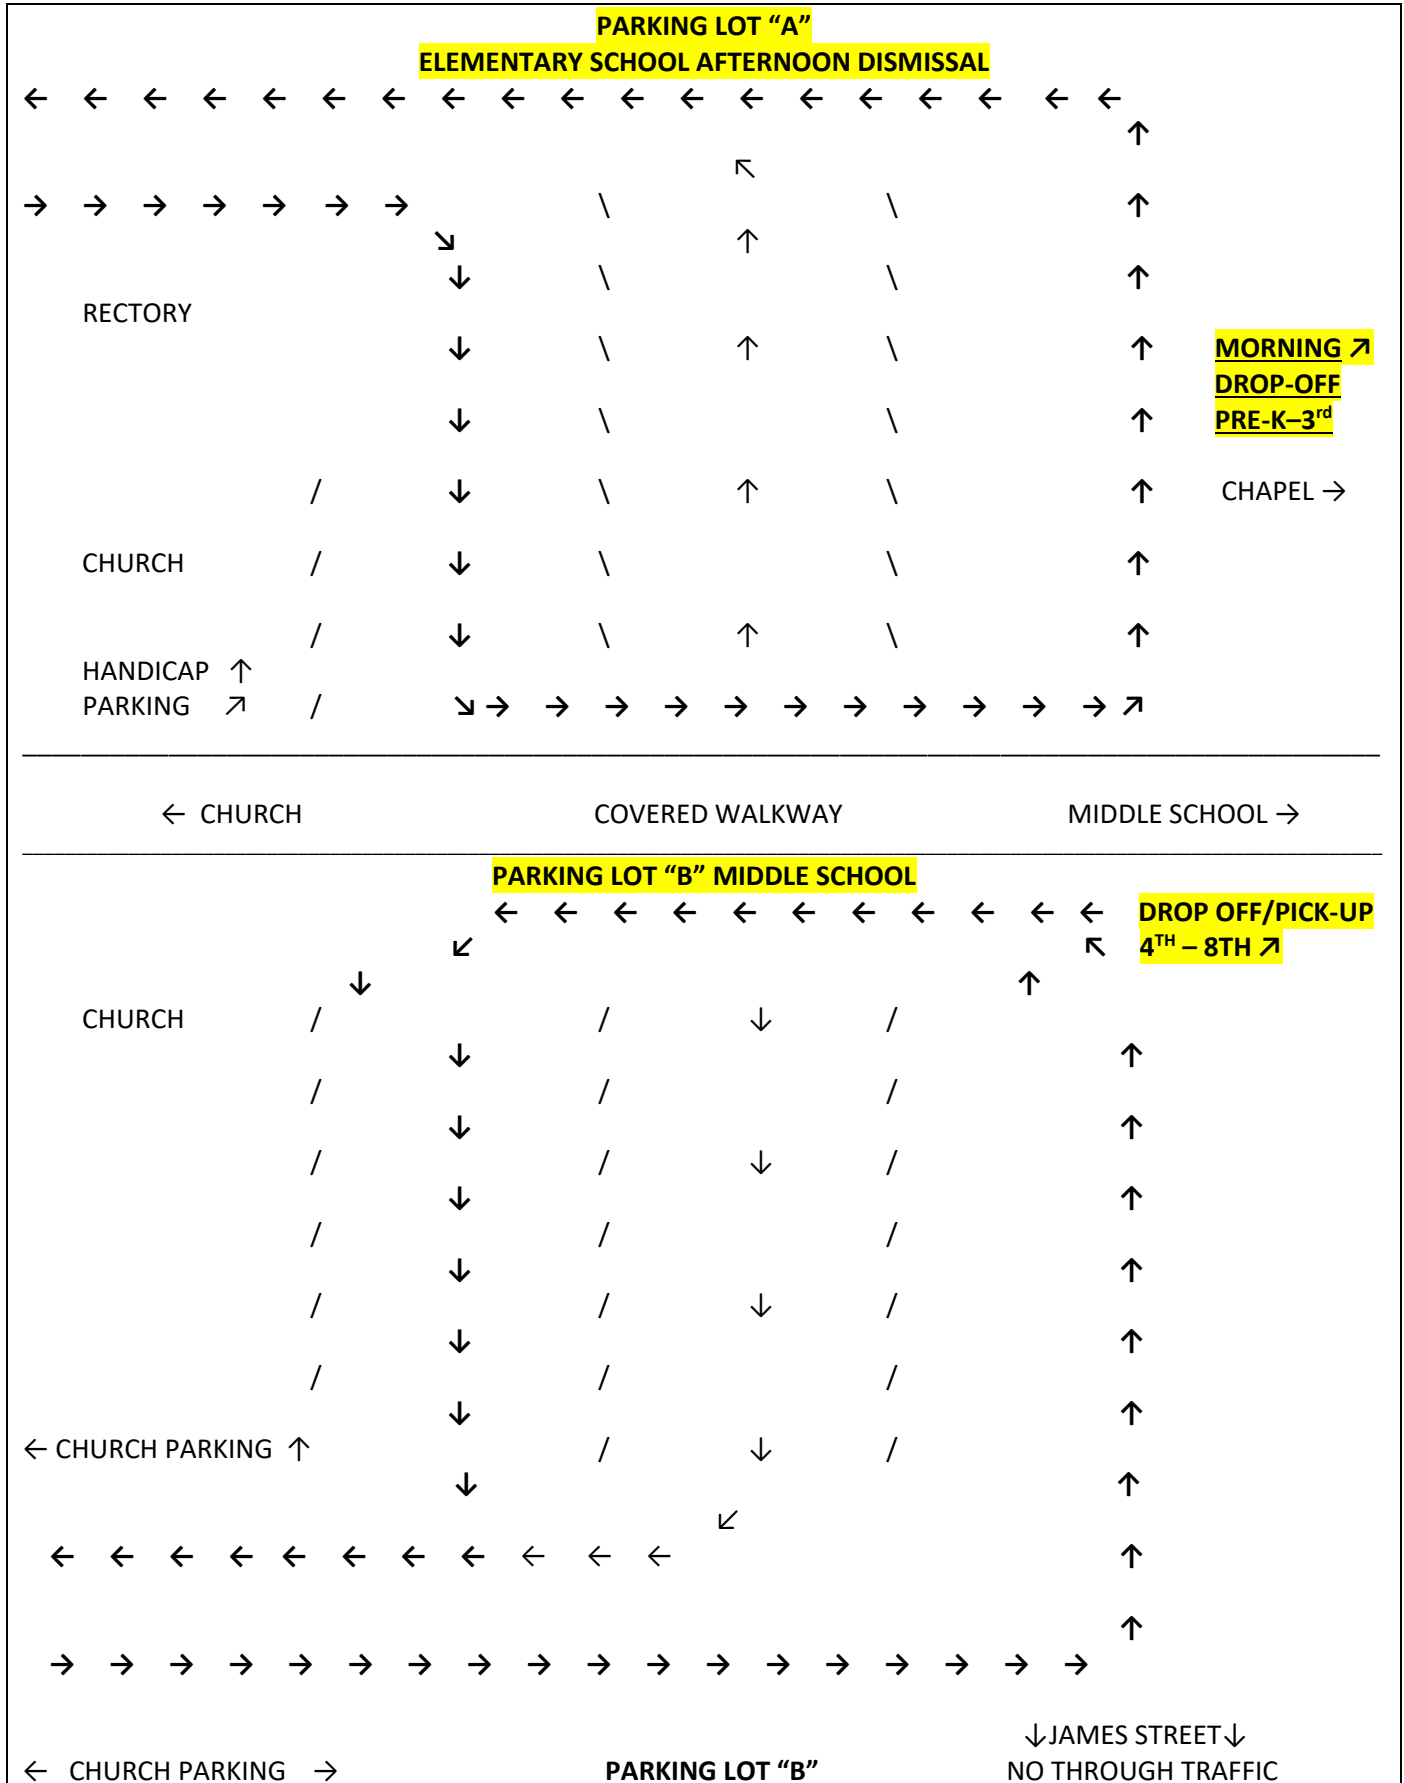 PARKING LOT “A”
ELEMENTARY SCHOOL AFTERNOON DISMISSAL
← ← ← ← ← ← ← ← ← ← ← ← ← ← ← ← ← ← ←
↑
↖
→ → → → → → → \ \ ↑
↘ ↑
↓ \ \ ↑
RECTORY
↓ \ ↑ \ ↑ MORNING ↗
DROP-OFF
↓ \ \ ↑ PRE-K–3rd
/ ↓ \ ↑ \ ↑ CHAPEL →
CHURCH / ↓ \ \ ↑
/ ↓ \ ↑ \ ↑
HANDICAP ↑
PARKING ↗ / ↘ → → → → → → → → → → → ↗
← CHURCH COVERED WALKWAY MIDDLE SCHOOL →
PARKING LOT “B” MIDDLE SCHOOL
← ← ← ← ← ← ← ← ← ← ← DROP OFF/PICK-UP
↙ ↖ 4TH – 8TH ↗
↓ ↑
CHURCH / / ↓ /
↓ ↑
/ / /
↓ ↑
/ / ↓ /
↓ ↑
/ / /
↓ ↑
/ / ↓ /
↓ ↑
/ / /
↓ ↑
← CHURCH PARKING ↑ / ↓ /
↓ ↑
↙
← ← ← ← ← ← ← ← ← ← ← ↑
↑
→ → → → → → → → → → → → → → → → → →
↓JAMES STREET↓
← CHURCH PARKING → PARKING LOT “B” NO THROUGH TRAFFIC